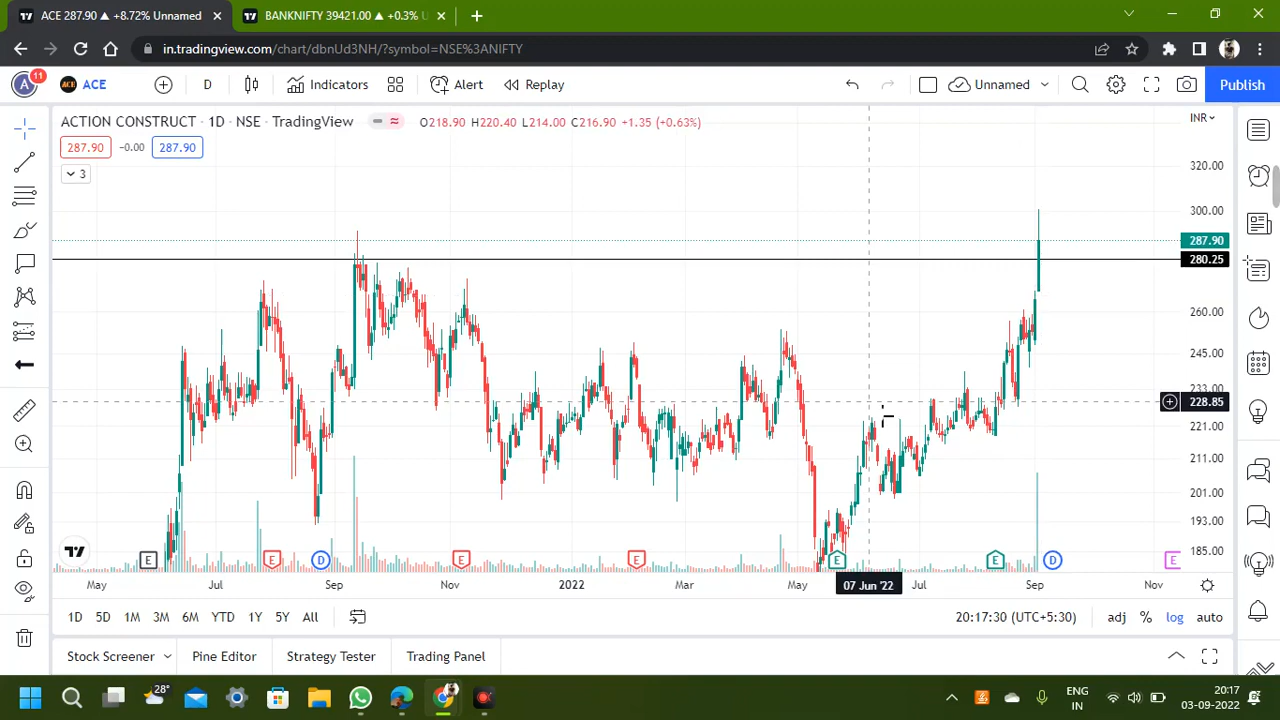 ACE 287.90 ▲ +8.72% Unnamed
BANKNIFTY 39421.00 ▲ +0.3% U
in.tradingview.com/chart/dbnUd3NH/?symbol=NSE%3ANIFTY
A 11 ACE ACE D Indicators Alert Replay Unnamed Publish
ACTION CONSTRUCT · 1D · NSE · TradingView O218.90 H220.40 L214.00 C216.90 +1.35 (+0.63%) INR
287.90 −0.00 287.90
3
320.00
300.00
287.90
280.25
260.00
245.00
233.00
228.85
221.00
211.00
201.00
193.00
185.00
E E D E E E E D E
May Jul Sep Nov 2022 Mar May 07 Jun '22 Jul Sep Nov
1D 5D 1M 3M 6M YTD 1Y 5Y All 20:17:30 (UTC+5:30) adj % log auto
Stock Screener Pine Editor Strategy Tester Trading Panel
28° ENG 20:17
IN 03-09-2022